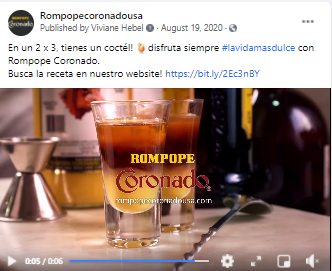 Rompopecoronadousa
Published by Viviane Hebel · August 19, 2020 ·
En un 2 x 3, tienes un coctél! disfruta siempre #lavidamasdulce con
Rompope Coronado.
Busca la receta en nuestro website! https://bit.ly/2Ec3nBY
ROMPOPE
Coronado
rompopecoronadousa.com
0:05 / 0:06